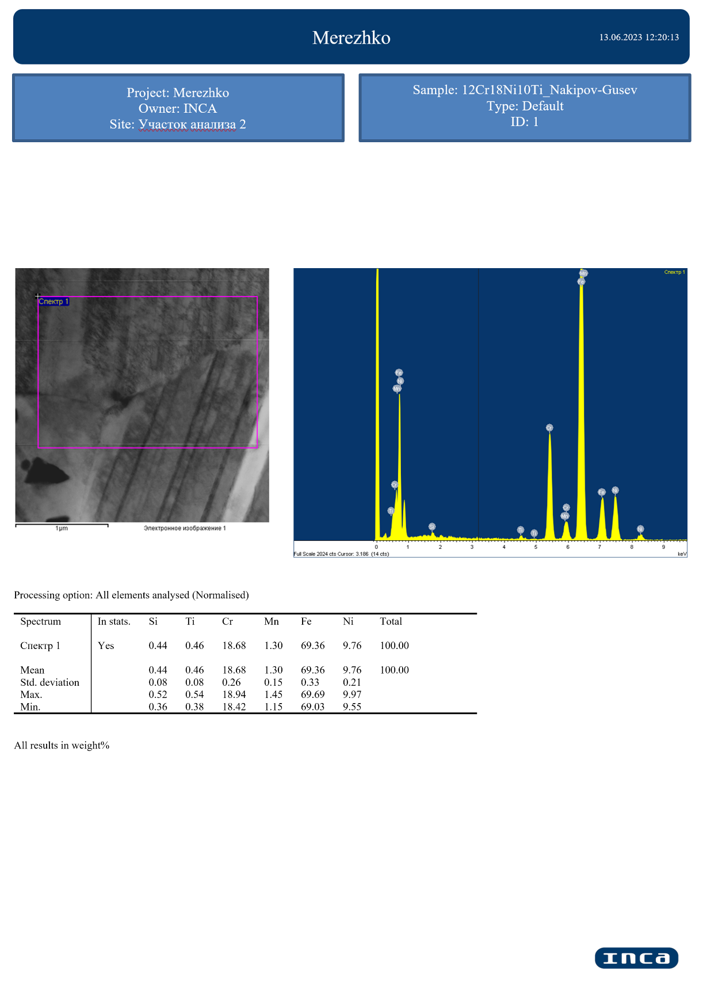 Merezhko
13.06.2023 12:20:13
Project: Merezhko
Owner: INCA
Site: Участок анализа 2
Sample: 12Cr18Ni10Ti_Nakipov-Gusev
Type: Default
ID: 1
Спектр 1
1μm
Электронное изображение 1
Спектр 1
Mn
Fe
Fe
Ni
Mn
Cr
Cr
Ti
Si
Ti
Ti
Cr
Mn
Fe
Ni
Ni
0 1 2 3 4 5 6 7 8 9
Full Scale 2024 cts Cursor: 3.186 (14 cts)
keV
Processing option: All elements analysed (Normalised)
Spectrum In stats. Si Ti Cr Mn Fe Ni Total
Спектр 1 Yes 0.44 0.46 18.68 1.30 69.36 9.76 100.00
Mean 0.44 0.46 18.68 1.30 69.36 9.76 100.00
Std. deviation 0.08 0.08 0.26 0.15 0.33 0.21
Max. 0.52 0.54 18.94 1.45 69.69 9.97
Min. 0.36 0.38 18.42 1.15 69.03 9.55
All results in weight%
INCA